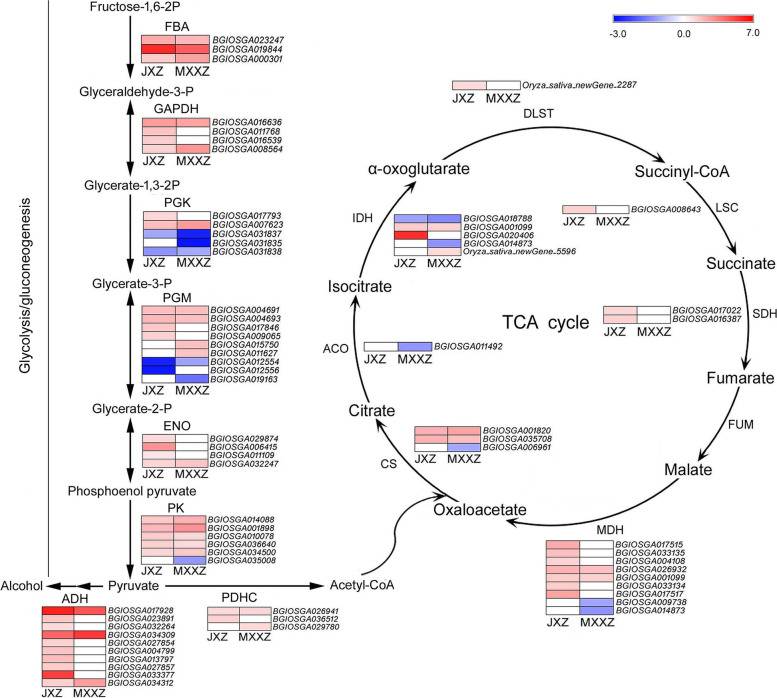 Fructose-1,6-2P
FBA
BGIOSGA023247
BGIOSGA019844
BGIOSGA000301
JXZ MXXZ
Glyceraldehyde-3-P
GAPDH
BGIOSGA016636
BGIOSGA011768
BGIOSGA016539
BGIOSGA008564
JXZ MXXZ
Glycerate-1,3-2P
PGK
BGIOSGA017793
BGIOSGA007623
BGIOSGA031837
BGIOSGA031835
BGIOSGA031838
JXZ MXXZ
Glycerate-3-P
PGM
BGIOSGA004691
BGIOSGA004693
BGIOSGA017846
BGIOSGA009065
BGIOSGA015750
BGIOSGA011627
BGIOSGA012554
BGIOSGA012556
BGIOSGA019163
JXZ MXXZ
Glycerate-2-P
ENO
BGIOSGA029874
BGIOSGA006415
BGIOSGA011109
BGIOSGA032247
JXZ MXXZ
Phosphoenol pyruvate
PK
BGIOSGA014088
BGIOSGA001898
BGIOSGA010078
BGIOSGA036640
BGIOSGA034500
BGIOSGA035008
JXZ MXXZ
Glycolysis/gluconeogenesis
Alcohol
Pyruvate
Acetyl-CoA
ADH
BGIOSGA017928
BGIOSGA023891
BGIOSGA032264
BGIOSGA034309
BGIOSGA027854
BGIOSGA004799
BGIOSGA013797
BGIOSGA027857
BGIOSGA033377
BGIOSGA034312
JXZ MXXZ
PDHC
BGIOSGA026941
BGIOSGA036512
BGIOSGA029780
JXZ MXXZ
-3.0 0.0 7.0
Oryza_sativa_newGene_2287
JXZ MXXZ
DLST
α-oxoglutarate
Succinyl-CoA
IDH
BGIOSGA018788
BGIOSGA001099
BGIOSGA020406
BGIOSGA014873
Oryza_sativa_newGene_5596
JXZ MXXZ
BGIOSGA008643
JXZ MXXZ
LSC
Succinate
Isocitrate
TCA cycle
BGIOSGA017022
BGIOSGA016387
JXZ MXXZ
SDH
ACO
BGIOSGA011492
JXZ MXXZ
Fumarate
Citrate
FUM
BGIOSGA001820
BGIOSGA035708
BGIOSGA006961
JXZ MXXZ
CS
Malate
Oxaloacetate
MDH
BGIOSGA017515
BGIOSGA033135
BGIOSGA004108
BGIOSGA026932
BGIOSGA001099
BGIOSGA033134
BGIOSGA017517
BGIOSGA009738
BGIOSGA014873
JXZ MXXZ